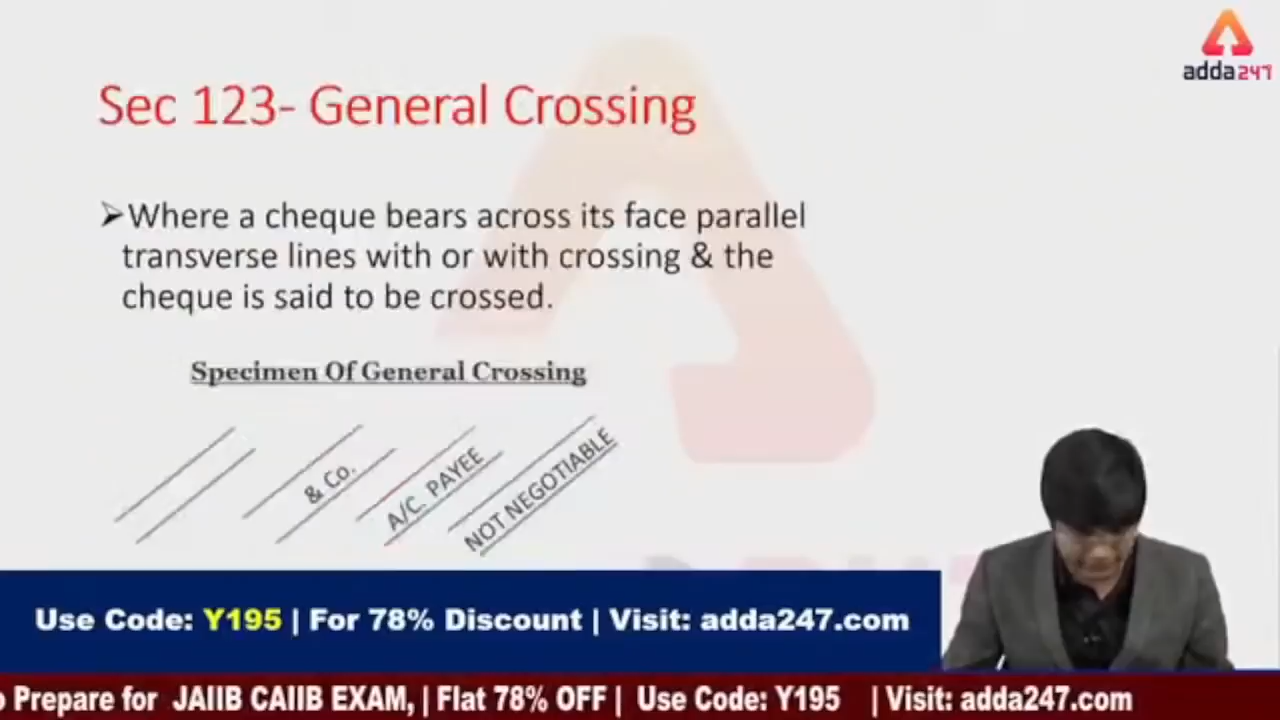 adda247
Sec 123- General Crossing
➤Where a cheque bears across its face parallel
transverse lines with or with crossing & the
cheque is said to be crossed.
Specimen Of General Crossing
& Co.
A/C. PAYEE
NOT NEGOTIABLE
Use Code: Y195 | For 78% Discount | Visit: adda247.com
Prepare for JAIIB CAIIB EXAM, | Flat 78% OFF | Use Code: Y195 | Visit: adda247.com